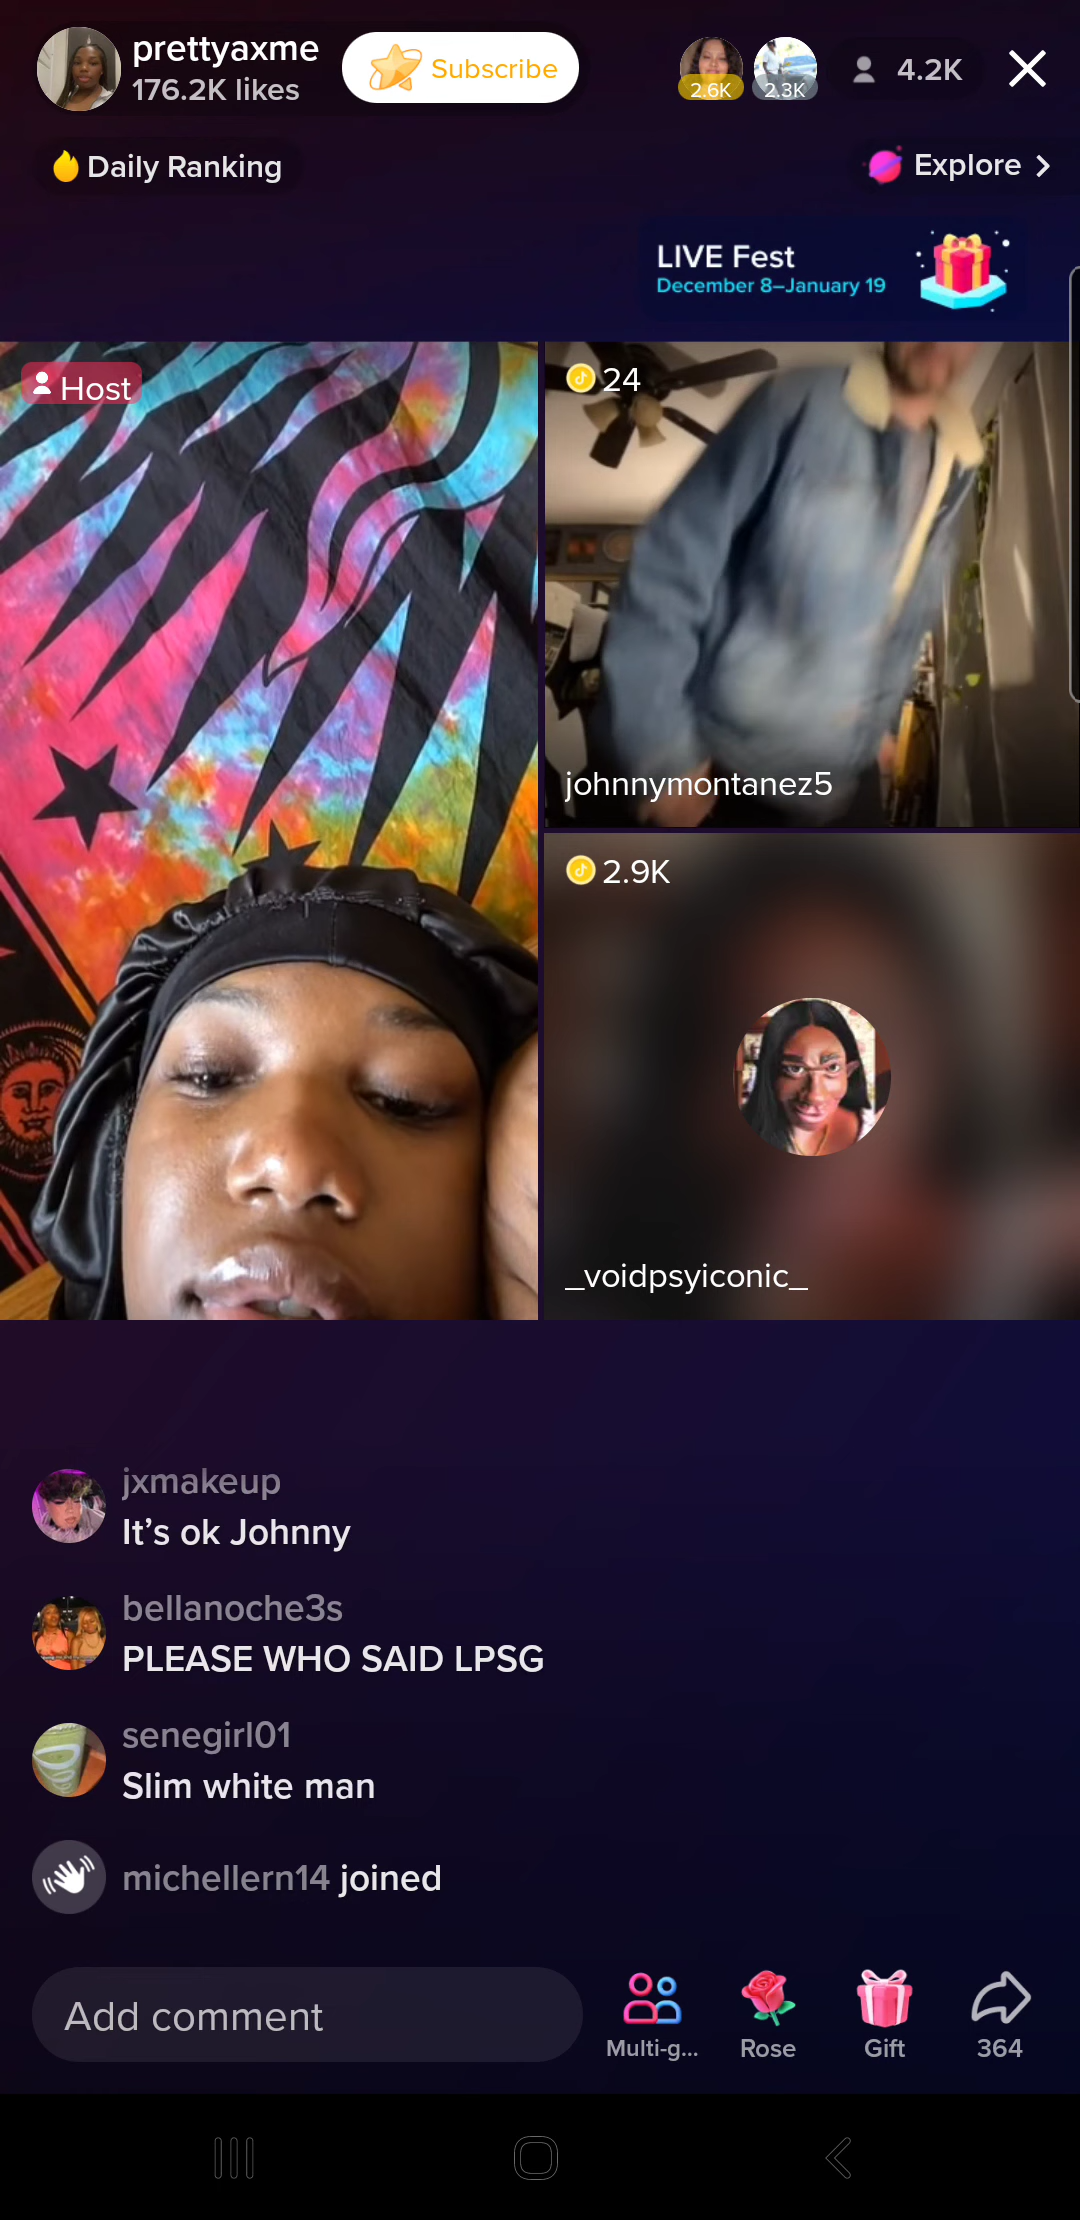 prettyaxme
176.2K likes
Subscribe
2.6K
2.3K
4.2K
Daily Ranking
Explore
LIVE Fest
December 8–January 19
Host
24
johnnymontanez5
2.9K
_voidpsyiconic_
jxmakeup
It's ok Johnny
bellanoche3s
PLEASE WHO SAID LPSG
senegirl01
Slim white man
michellern14 joined
Add comment
Multi-g...
Rose
Gift
364